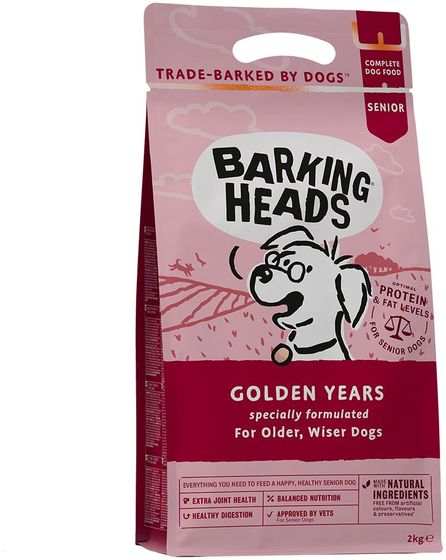 TRADE-BARKED BY DOGS™
COMPLETE
DOG FOOD
SENIOR
BARKING
HEADS®
OPTIMAL
PROTEIN
& FAT LEVELS
FOR SENIOR DOGS
GOLDEN YEARS
specially formulated
For Older, Wiser Dogs
EVERYTHING YOU NEED TO FEED A HAPPY, HEALTHY SENIOR DOG
EXTRA JOINT HEALTH
BALANCED NUTRITION
HEALTHY DIGESTION
APPROVED BY VETS
For Senior Dogs
MADE WITH
NATURAL
INGREDIENTS
FREE FROM artificial
colours, flavours
& preservatives*
2kg e